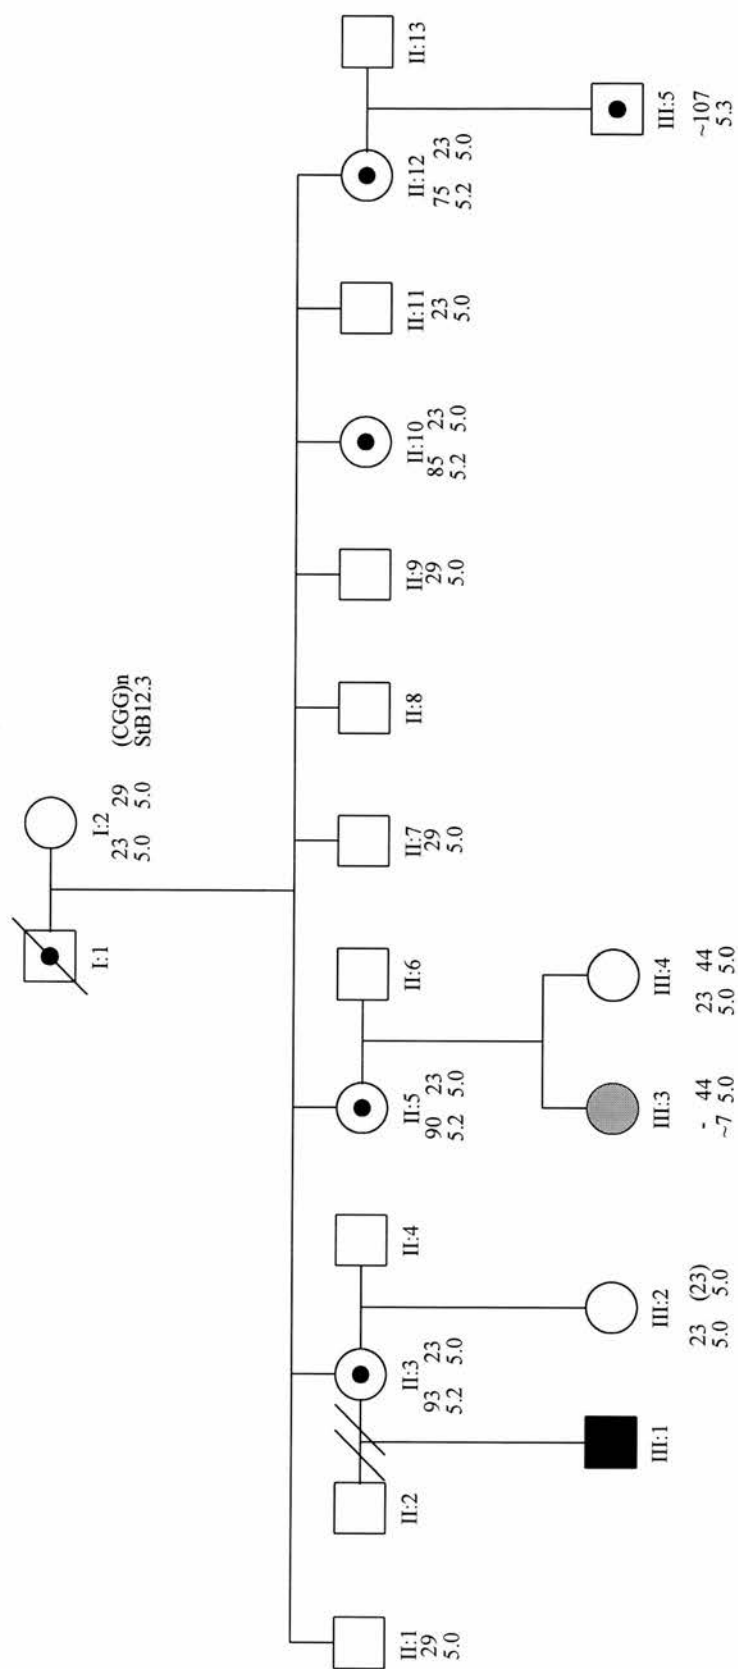 I:1
I:2
23 29 (CGG)n
5.0 5.0 StB12.3
II:1
29
5.0
II:2
II:3
93 23
5.2 5.0
II:4
II:5
90 23
5.2 5.0
II:6
II:7
29
5.0
II:8
II:9
29
5.0
II:10
85 23
5.2 5.0
II:11
23
5.0
II:12
75 23
5.2 5.0
II:13
III:1
III:2
23 (23)
5.0 5.0
III:3
- 44
~7 5.0
III:4
23 44
5.0 5.0
III:5
~107
5.3